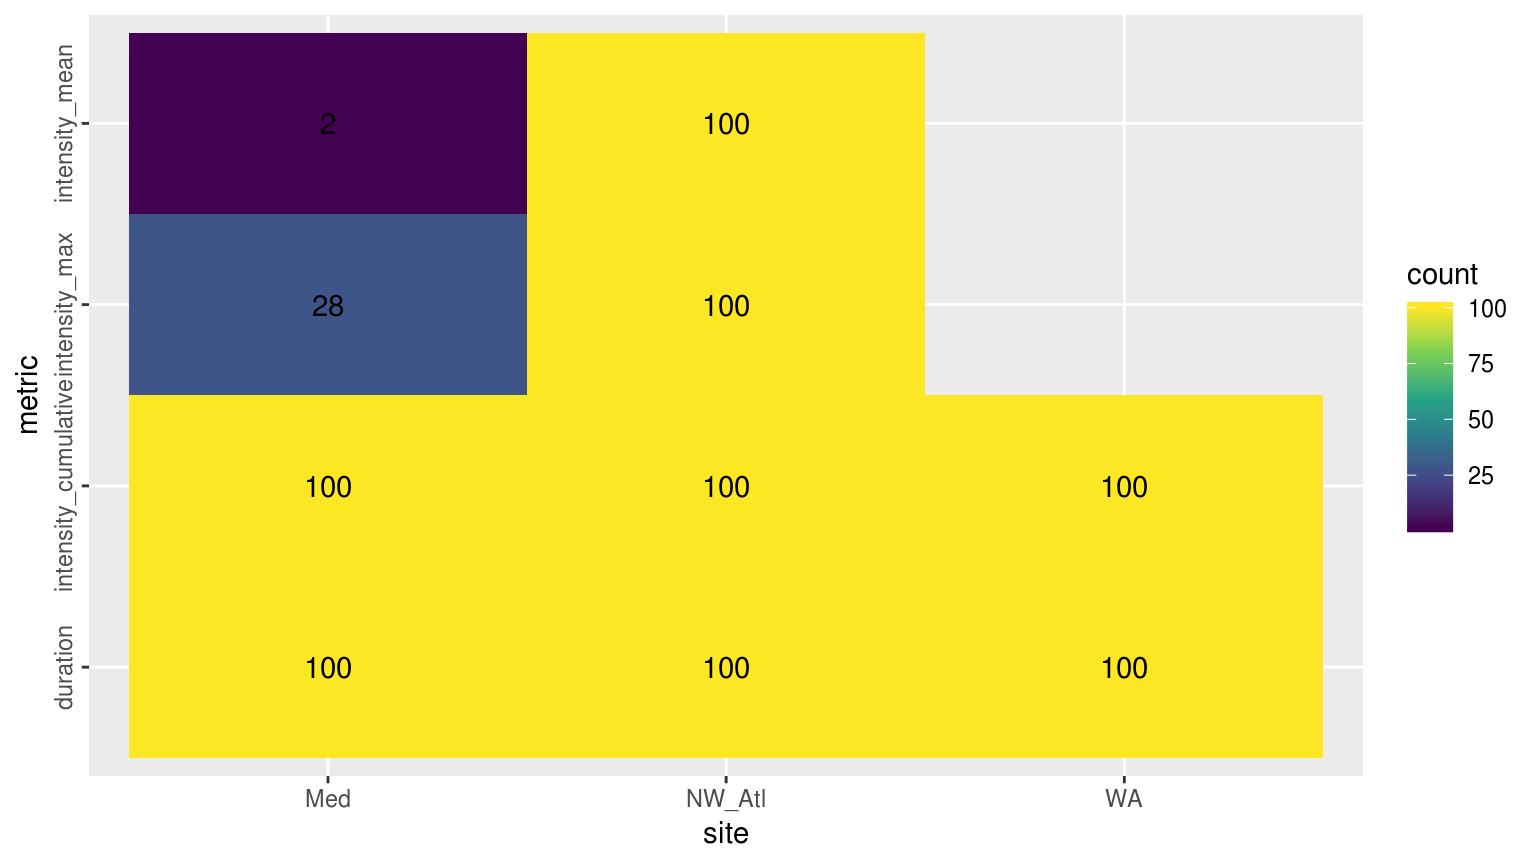 intensity_mean
2
100
intensity_max
28
100
intensity_cumulative
100
100
100
duration
100
100
100
metric
Med
NW_Atl
WA
site
count
100
75
50
25